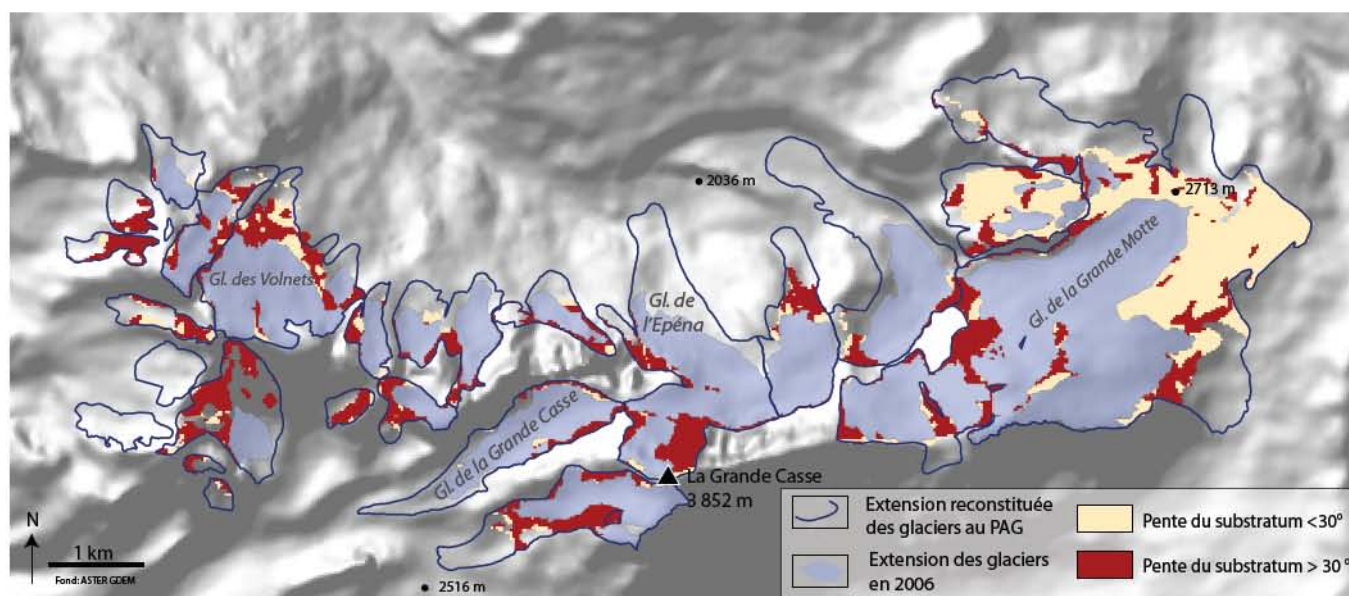 2036 m
2713 m
Gl. des Volnets
Gl. de
l'Epéna
Gl. de la Grande Motte
Gl. de la Grande Casse
La Grande Casse
3 852 m
2516 m
N
1 km
Fond: ASTER GDEM
Extension reconstituée
des glaciers au PAG
Extension des glaciers
en 2006
Pente du substratum <30°
Pente du substratum > 30 °